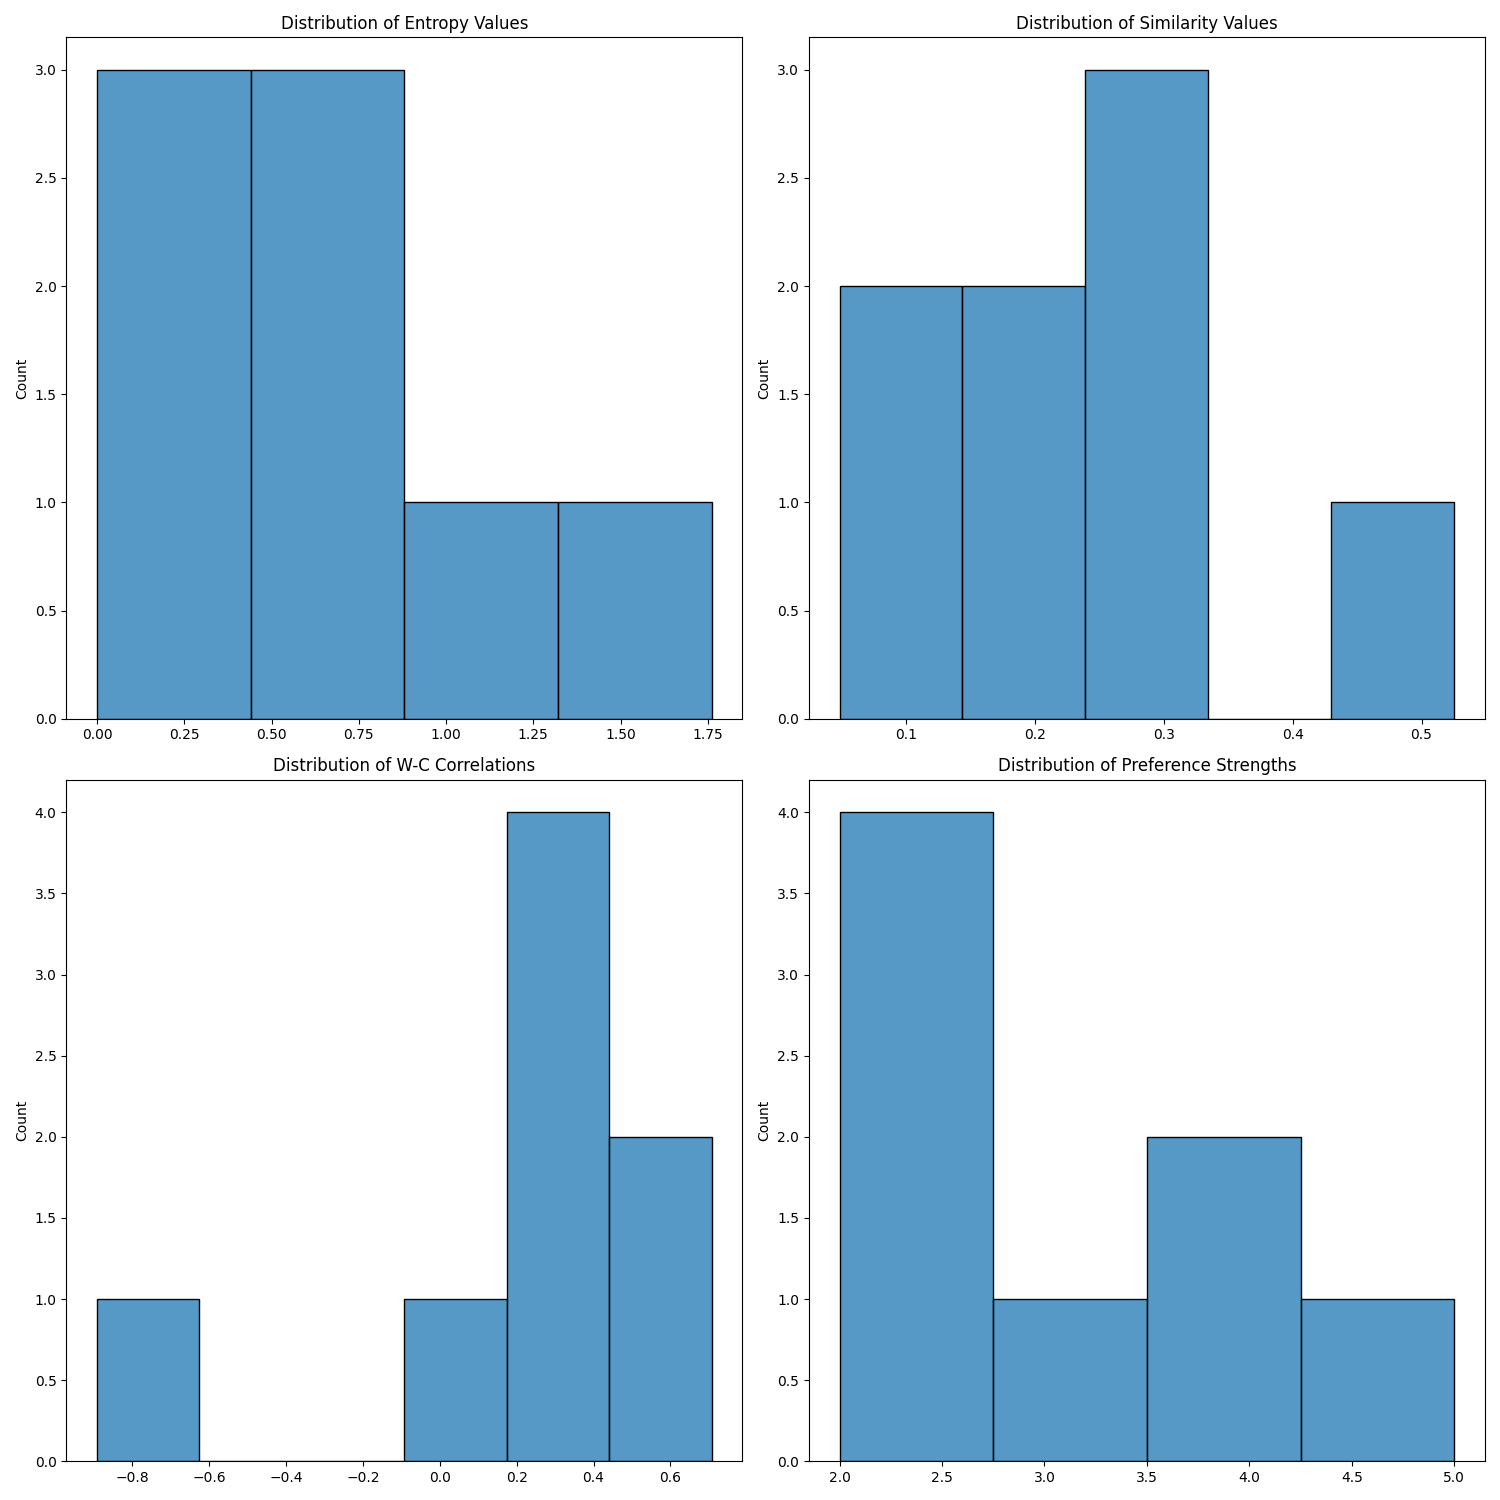 Distribution of Entropy Values
3.0
2.5
2.0
1.5
1.0
0.5
0.0
Count
0.00 0.25 0.50 0.75 1.00 1.25 1.50 1.75
Distribution of Similarity Values
3.0
2.5
2.0
1.5
1.0
0.5
0.0
Count
0.1 0.2 0.3 0.4 0.5
Distribution of W-C Correlations
4.0
3.5
3.0
2.5
2.0
1.5
1.0
0.5
0.0
Count
−0.8 −0.6 −0.4 −0.2 0.0 0.2 0.4 0.6
Distribution of Preference Strengths
4.0
3.5
3.0
2.5
2.0
1.5
1.0
0.5
0.0
Count
2.0 2.5 3.0 3.5 4.0 4.5 5.0